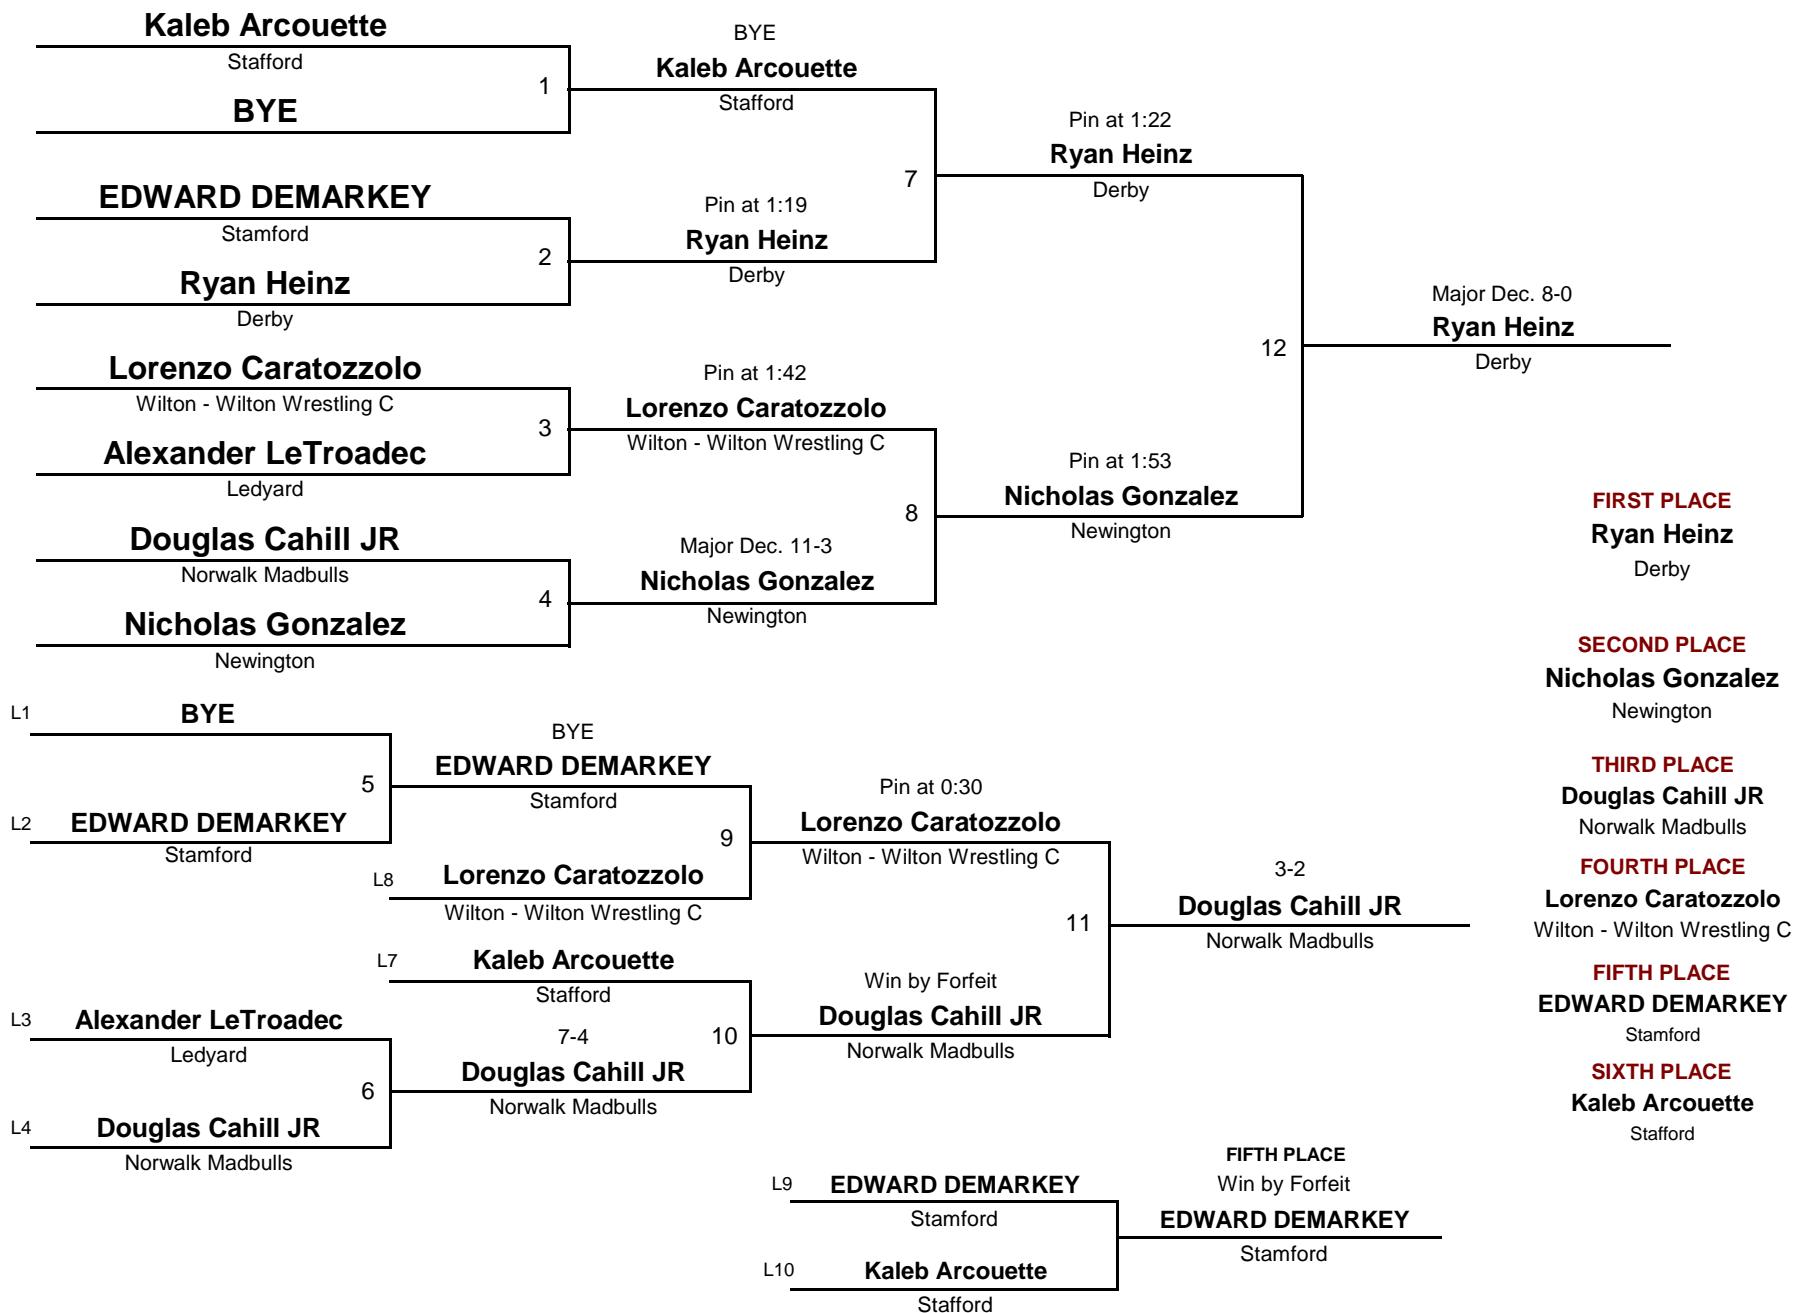 Kaleb Arcouette
Stafford
1
BYE
EDWARD DEMARKEY
Stamford
2
Ryan Heinz
Derby
Lorenzo Caratozzolo
Wilton - Wilton Wrestling C
3
Alexander LeTroadec
Ledyard
Douglas Cahill JR
Norwalk Madbulls
4
Nicholas Gonzalez
Newington
BYE
Kaleb Arcouette
Stafford
7
Pin at 1:19
Ryan Heinz
Derby
Pin at 1:42
Lorenzo Caratozzolo
Wilton - Wilton Wrestling C
8
Major Dec. 11-3
Nicholas Gonzalez
Newington
Pin at 1:22
Ryan Heinz
Derby
12
Pin at 1:53
Nicholas Gonzalez
Newington
Major Dec. 8-0
Ryan Heinz
Derby
L1
BYE
5
L2
EDWARD DEMARKEY
Stamford
L3
Alexander LeTroadec
Ledyard
6
L4
Douglas Cahill JR
Norwalk Madbulls
BYE
EDWARD DEMARKEY
Stamford
9
L8
Lorenzo Caratozzolo
Wilton - Wilton Wrestling C
L7
Kaleb Arcouette
Stafford
7-4
10
Douglas Cahill JR
Norwalk Madbulls
Pin at 0:30
Lorenzo Caratozzolo
Wilton - Wilton Wrestling C
11
Win by Forfeit
Douglas Cahill JR
Norwalk Madbulls
3-2
Douglas Cahill JR
Norwalk Madbulls
L9
EDWARD DEMARKEY
Stamford
L10
Kaleb Arcouette
Stafford
FIFTH PLACE
Win by Forfeit
EDWARD DEMARKEY
Stamford
FIRST PLACE
Ryan Heinz
Derby
SECOND PLACE
Nicholas Gonzalez
Newington
THIRD PLACE
Douglas Cahill JR
Norwalk Madbulls
FOURTH PLACE
Lorenzo Caratozzolo
Wilton - Wilton Wrestling C
FIFTH PLACE
EDWARD DEMARKEY
Stamford
SIXTH PLACE
Kaleb Arcouette
Stafford